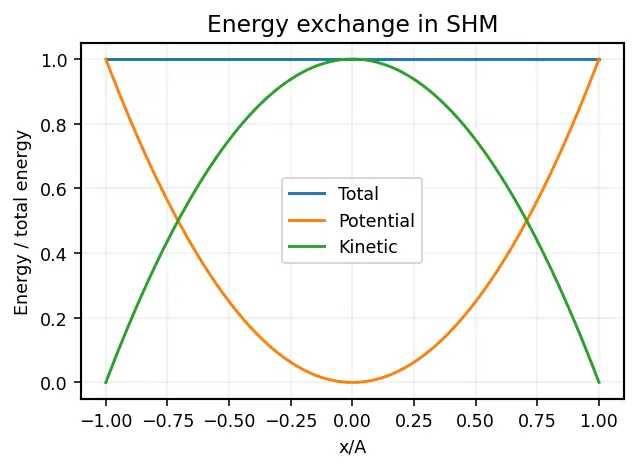 Energy exchange in SHM
Energy / total energy
1.0
0.8
0.6
0.4
0.2
0.0
Total
Potential
Kinetic
−1.00 −0.75 −0.50 −0.25 0.00 0.25 0.50 0.75 1.00
x/A